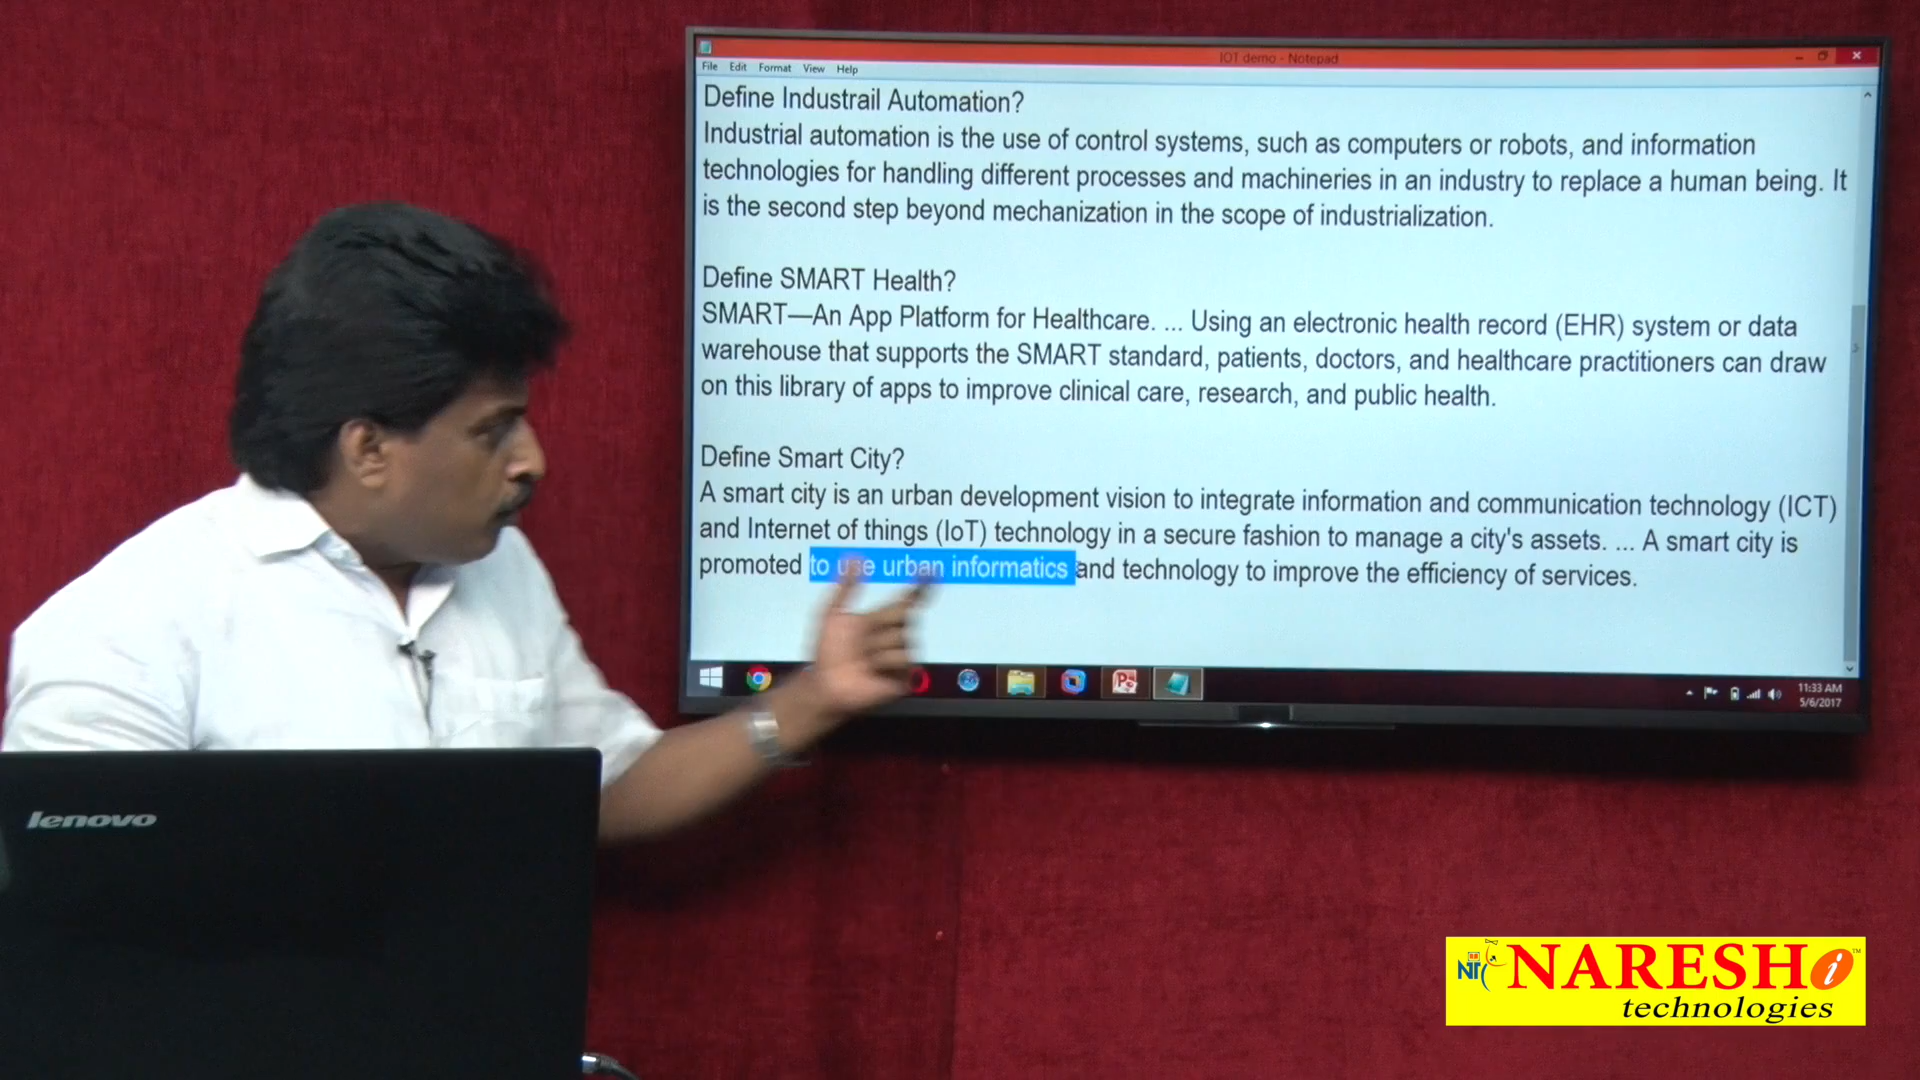 IOT demo - Notepad
File Edit Format View Help
Define Industrail Automation?
Industrial automation is the use of control systems, such as computers or robots, and information
technologies for handling different processes and machineries in an industry to replace a human being. It
is the second step beyond mechanization in the scope of industrialization.
Define SMART Health?
SMART—An App Platform for Healthcare. ... Using an electronic health record (EHR) system or data
warehouse that supports the SMART standard, patients, doctors, and healthcare practitioners can draw
on this library of apps to improve clinical care, research, and public health.
Define Smart City?
A smart city is an urban development vision to integrate information and communication technology (ICT)
and Internet of things (IoT) technology in a secure fashion to manage a city's assets. ... A smart city is
promoted to use urban informatics and technology to improve the efficiency of services.
11:33 AM
5/6/2017
lenovo
NARESH i ™
technologies